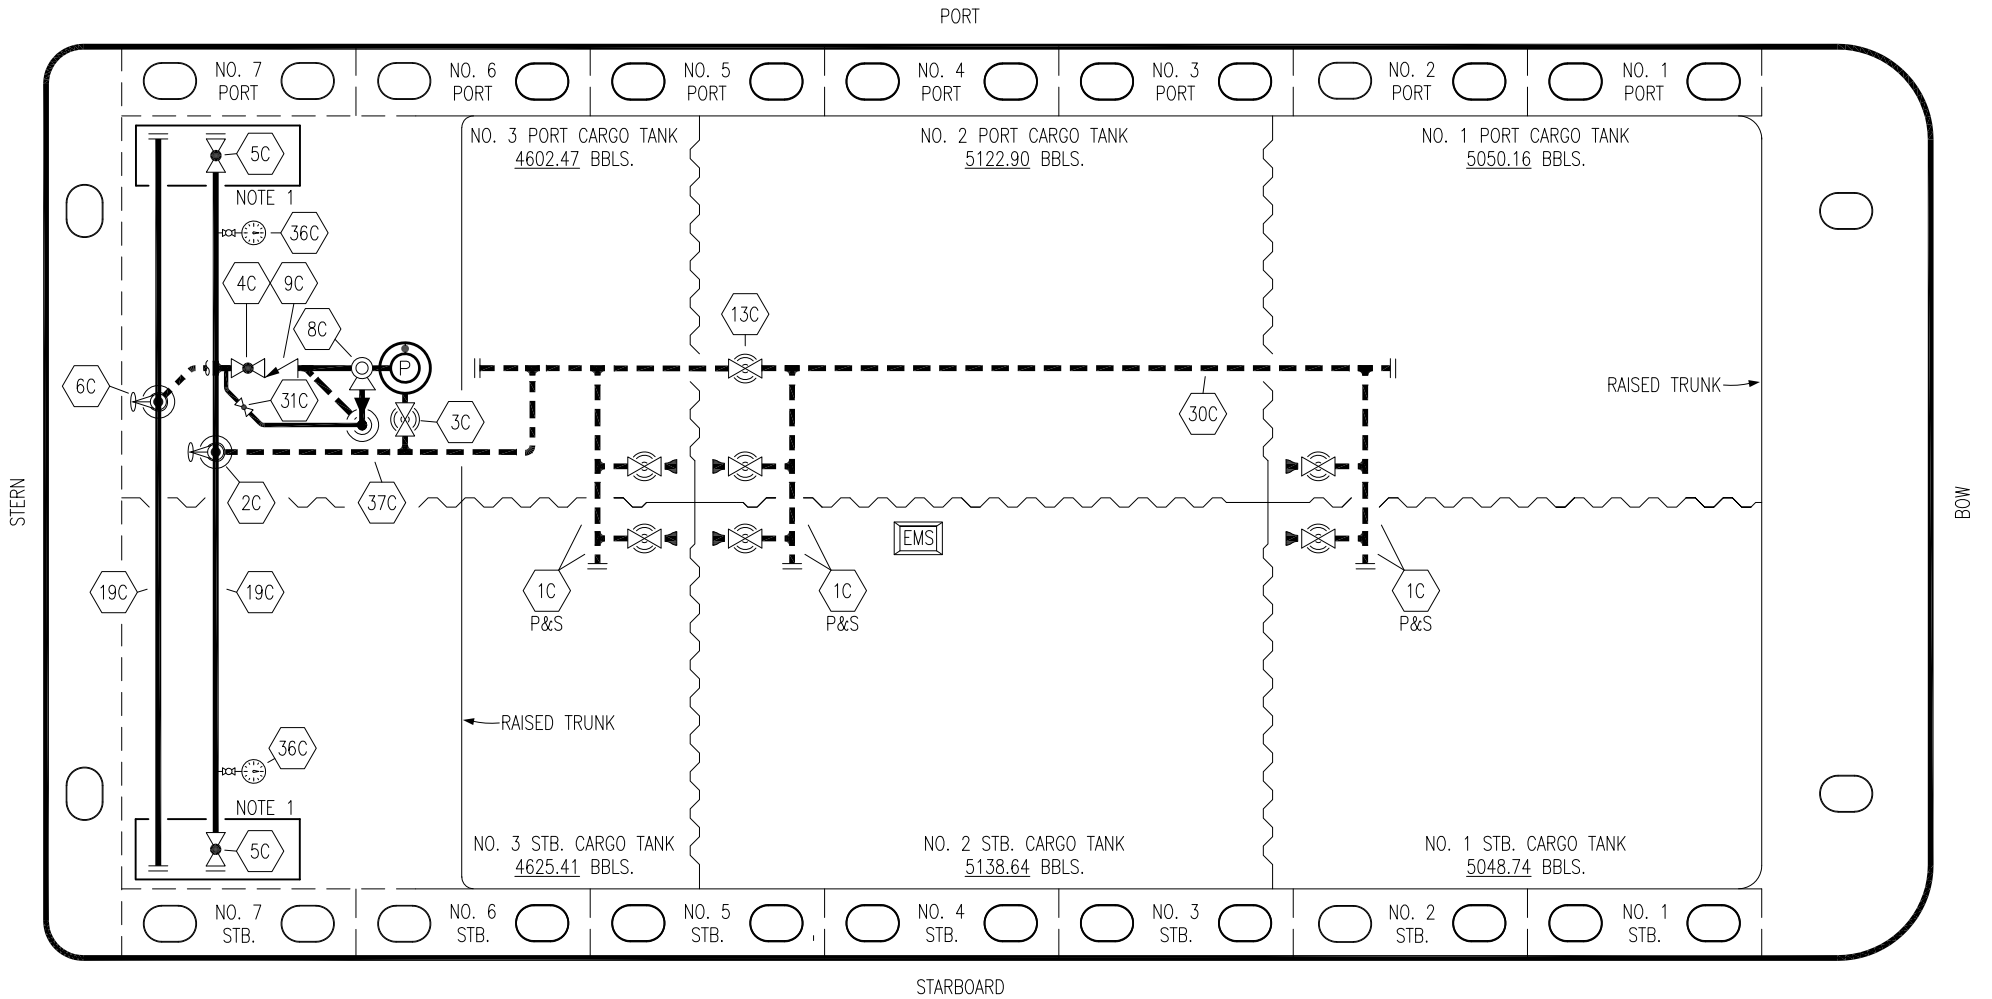 PORT
NO. 7
PORT
NO. 6
PORT
NO. 5
PORT
NO. 4
PORT
NO. 3
PORT
NO. 2
PORT
NO. 1
PORT
NO. 3 PORT CARGO TANK
4602.47 BBLS.
NO. 2 PORT CARGO TANK
5122.90 BBLS.
NO. 1 PORT CARGO TANK
5050.16 BBLS.
5C
NOTE 1
36C
4C
9C
8C
13C
P
6C
31C
3C
30C
RAISED TRUNK
2C
37C
STERN
BOW
EMS
19C
19C
1C
P&S
1C
P&S
1C
P&S
RAISED TRUNK
36C
NOTE 1
5C
NO. 3 STB. CARGO TANK
4625.41 BBLS.
NO. 2 STB. CARGO TANK
5138.64 BBLS.
NO. 1 STB. CARGO TANK
5048.74 BBLS.
NO. 7
STB.
NO. 6
STB.
NO. 5
STB.
NO. 4
STB.
NO. 3
STB.
NO. 2
STB.
NO. 1
STB.
STARBOARD